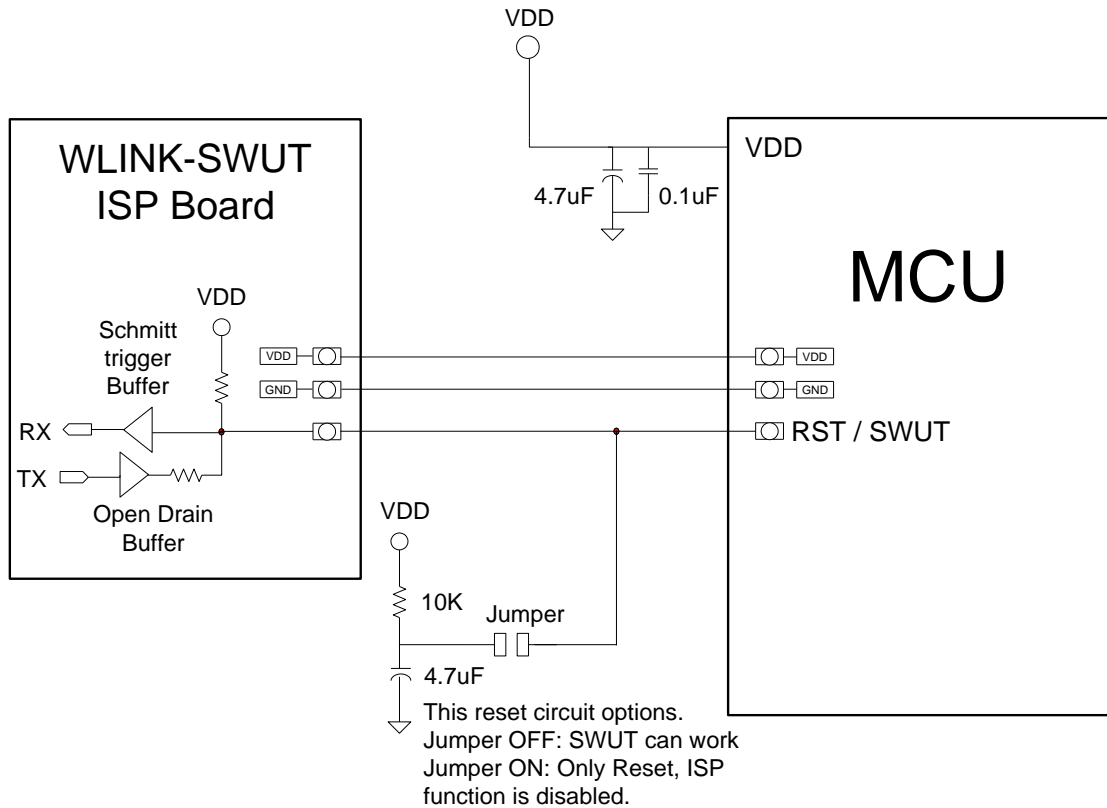 VDD
WLINK-SWUT
ISP Board
VDD
4.7uF
0.1uF
MCU
VDD
Schmitt
trigger
Buffer
VDD
VDD
GND
GND
RX
RST / SWUT
TX
Open Drain
Buffer
VDD
10K
Jumper
4.7uF
This reset circuit options.
Jumper OFF: SWUT can work
Jumper ON: Only Reset, ISP
function is disabled.